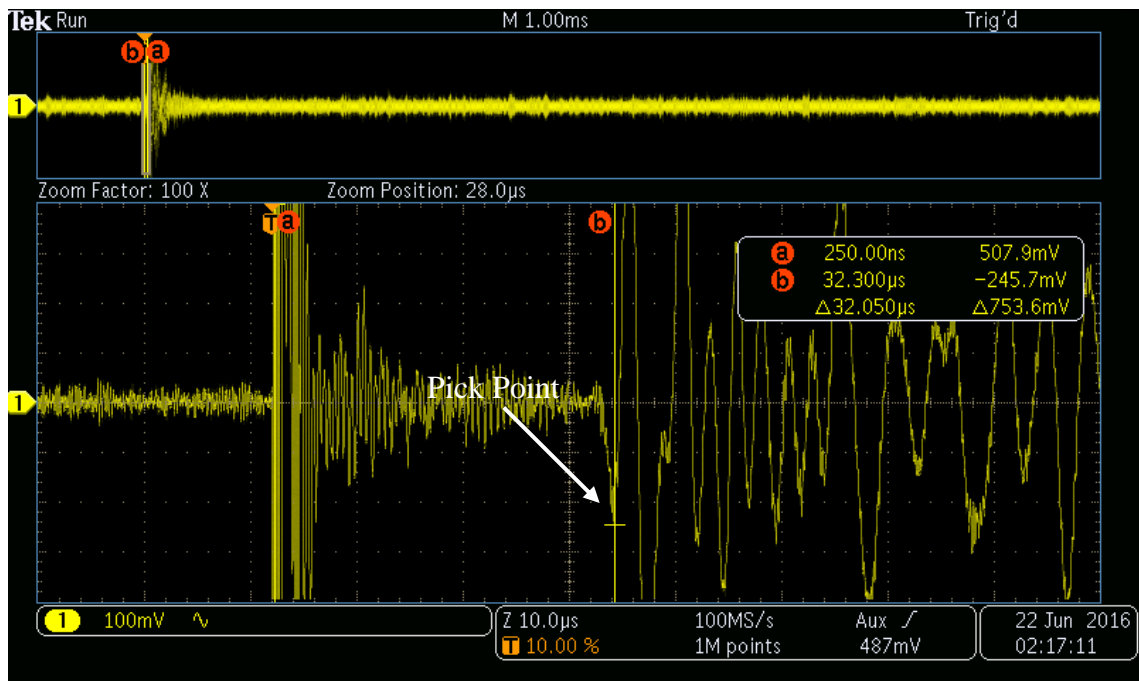 Tek Run M 1.00ms Trig'd
b a
1
Zoom Factor: 100 X Zoom Position: 28.0µs
T a b
a 250.00ns 507.9mV
b 32.300µs −245.7mV
△32.050µs △753.6mV
Pick Point
1
1 100mV ∿ Z 10.0µs 100MS/s Aux ∫ 22 Jun 2016
T 10.00 % 1M points 487mV 02:17:11